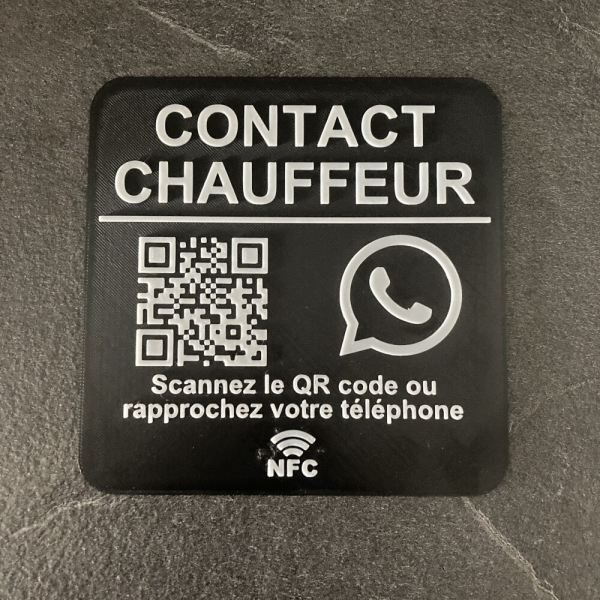 CONTACT
CHAUFFEUR
Scannez le QR code ou
rapprochez votre téléphone
NFC